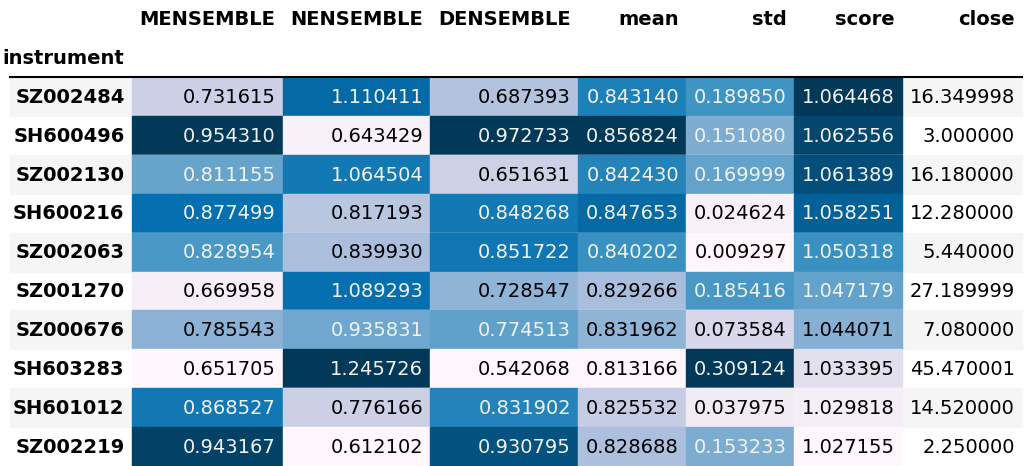 MENSEMBLE NENSEMBLE DENSEMBLE mean std score close
instrument
SZ002484 0.731615 1.110411 0.687393 0.843140 0.189850 1.064468 16.349998
SH600496 0.954310 0.643429 0.972733 0.856824 0.151080 1.062556 3.000000
SZ002130 0.811155 1.064504 0.651631 0.842430 0.169999 1.061389 16.180000
SH600216 0.877499 0.817193 0.848268 0.847653 0.024624 1.058251 12.280000
SZ002063 0.828954 0.839930 0.851722 0.840202 0.009297 1.050318 5.440000
SZ001270 0.669958 1.089293 0.728547 0.829266 0.185416 1.047179 27.189999
SZ000676 0.785543 0.935831 0.774513 0.831962 0.073584 1.044071 7.080000
SH603283 0.651705 1.245726 0.542068 0.813166 0.309124 1.033395 45.470001
SH601012 0.868527 0.776166 0.831902 0.825532 0.037975 1.029818 14.520000
SZ002219 0.943167 0.612102 0.930795 0.828688 0.153233 1.027155 2.250000